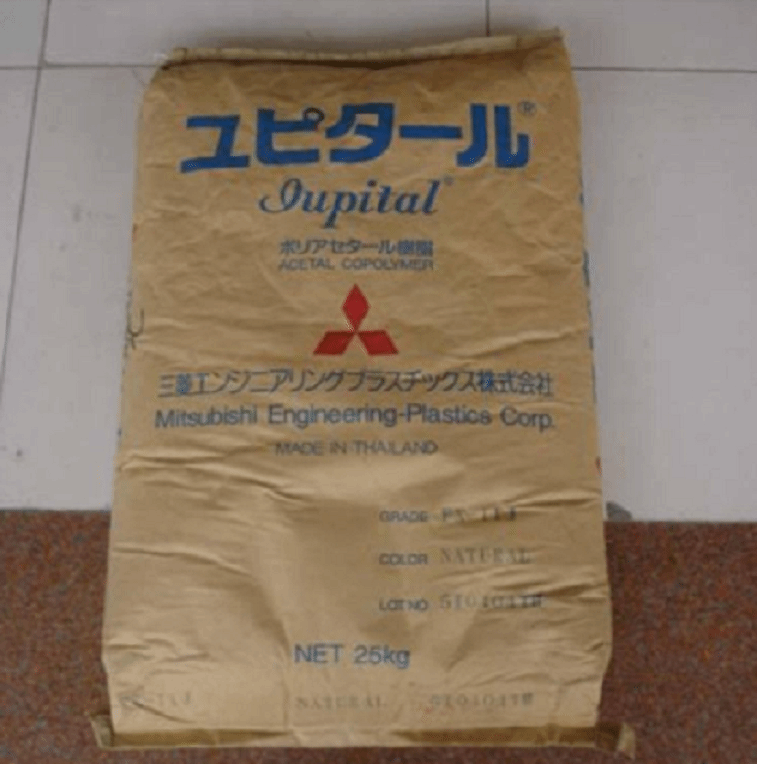 ユピタール®
Iupital®
ポリアセタール樹脂
ACETAL COPOLYMER
三菱エンジニアリングプラスチックス株式会社
Mitsubishi Engineering-Plastics Corp.
MADE IN THAILAND
GRADE
COLOR NATURAL
LOT NO
NET 25kg
NATURAL